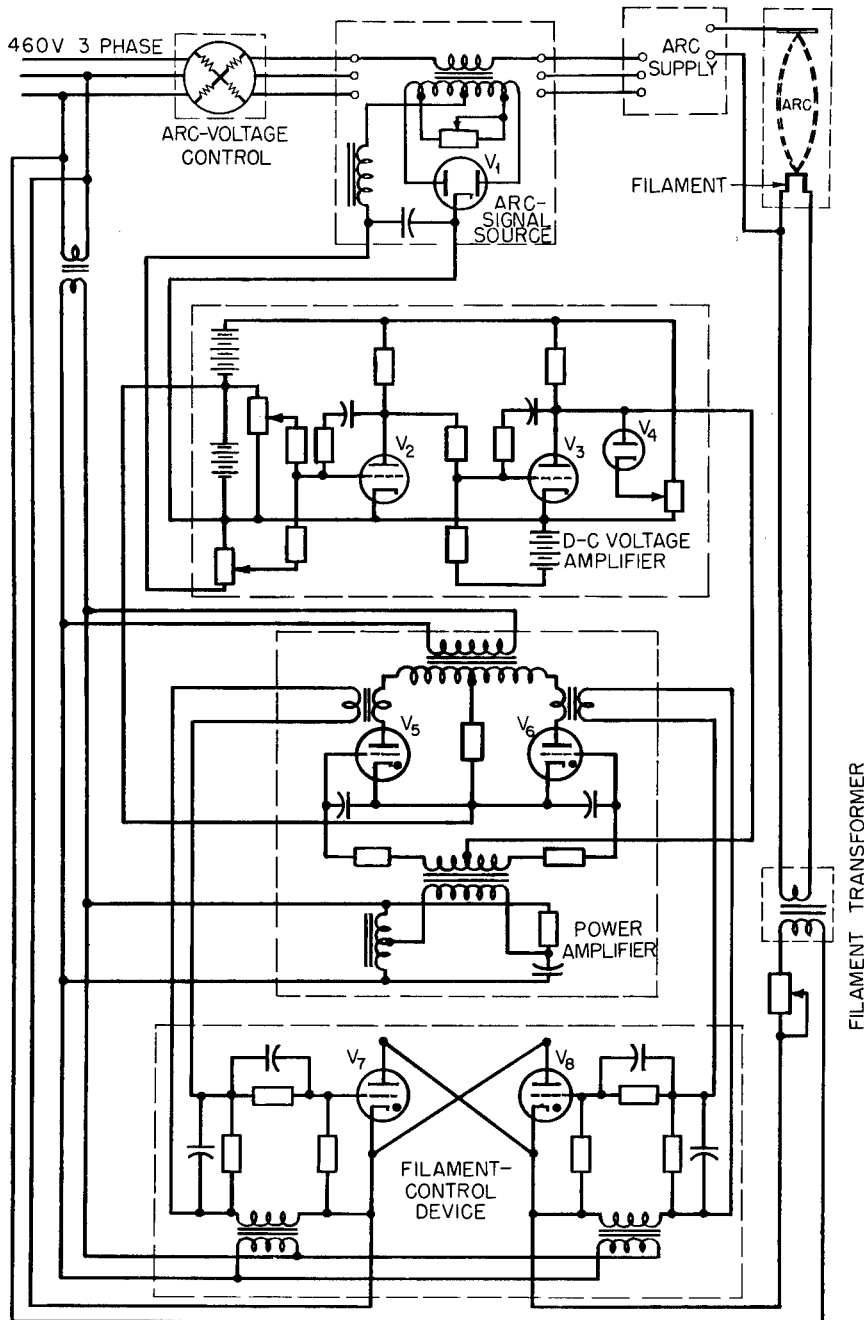 460V 3 PHASE
ARC-VOLTAGE
CONTROL
ARC
SUPPLY
ARC
FILAMENT
V1
ARC-
SIGNAL
SOURCE
V2
V3
V4
D-C VOLTAGE
AMPLIFIER
V5
V6
POWER
AMPLIFIER
FILAMENT TRANSFORMER
V7
V8
FILAMENT-
CONTROL
DEVICE